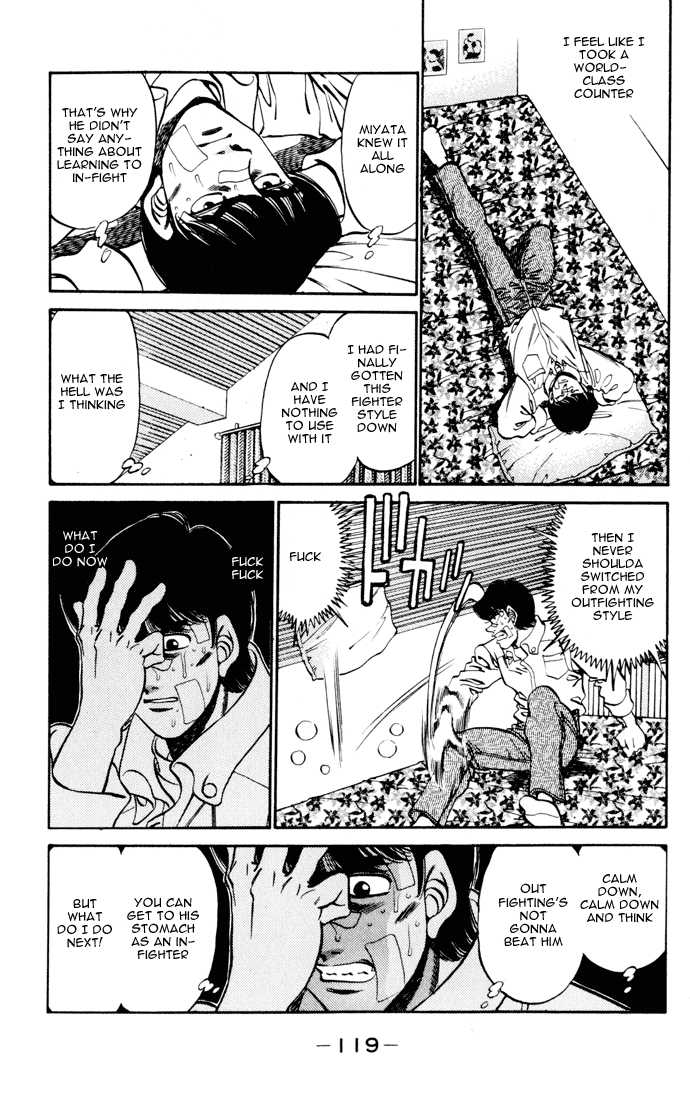 I FEEL LIKE I
TOOK A
WORLD-
CLASS
COUNTER
MIYATA
KNEW IT
ALL
ALONG
THAT'S WHY
HE DIDN'T
SAY ANY-
THING ABOUT
LEARNING TO
IN-FIGHT
I HAD FI-
NALLY
GOTTEN
THIS
FIGHTER
STYLE
DOWN
AND I
HAVE
NOTHING
TO USE
WITH IT
WHAT THE
HELL WAS
I THINKING
THEN I
NEVER
SHOULDA
SWITCHED
FROM MY
OUTFIGHTING
STYLE
ドカッ
FUCK
FUCK
FUCK
WHAT
DO I
DO NOW
CALM
DOWN,
CALM DOWN
AND THINK
OUT
FIGHTING'S
NOT
GONNA
BEAT HIM
YOU CAN
GET TO HIS
STOMACH
AS AN IN-
FIGHTER
BUT
WHAT
DO I DO
NEXT!
-119-